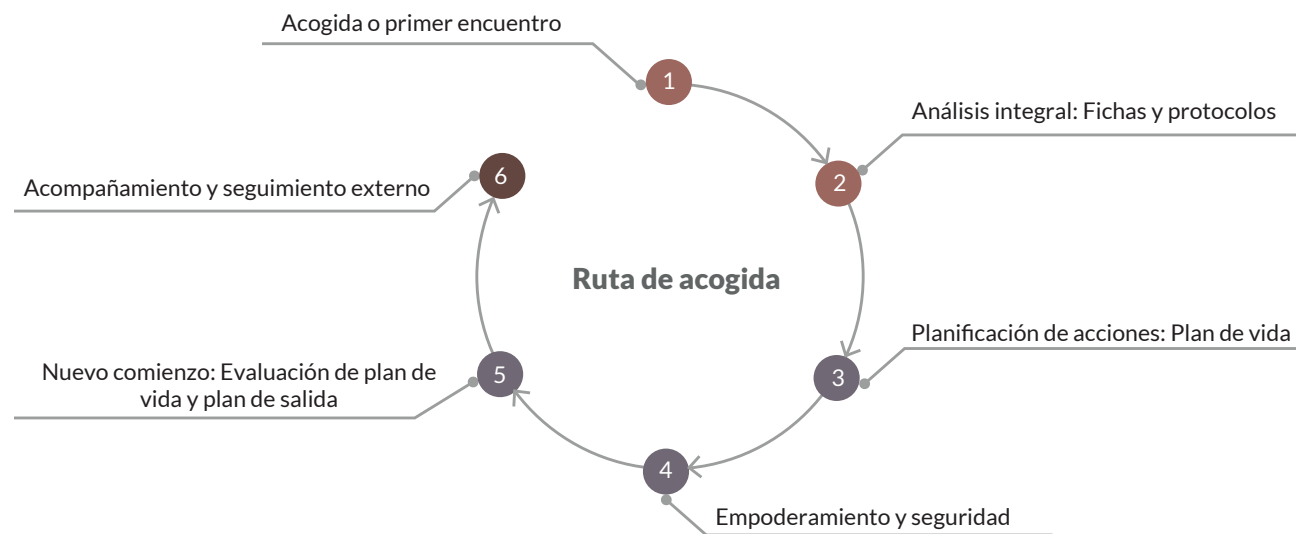 Acogida o primer encuentro
1
Análisis integral: Fichas y protocolos
2
Acompañamiento y seguimiento externo
6
Ruta de acogida
Planificación de acciones: Plan de vida
3
Nuevo comienzo: Evaluación de plan de
vida y plan de salida
5
4
Empoderamiento y seguridad